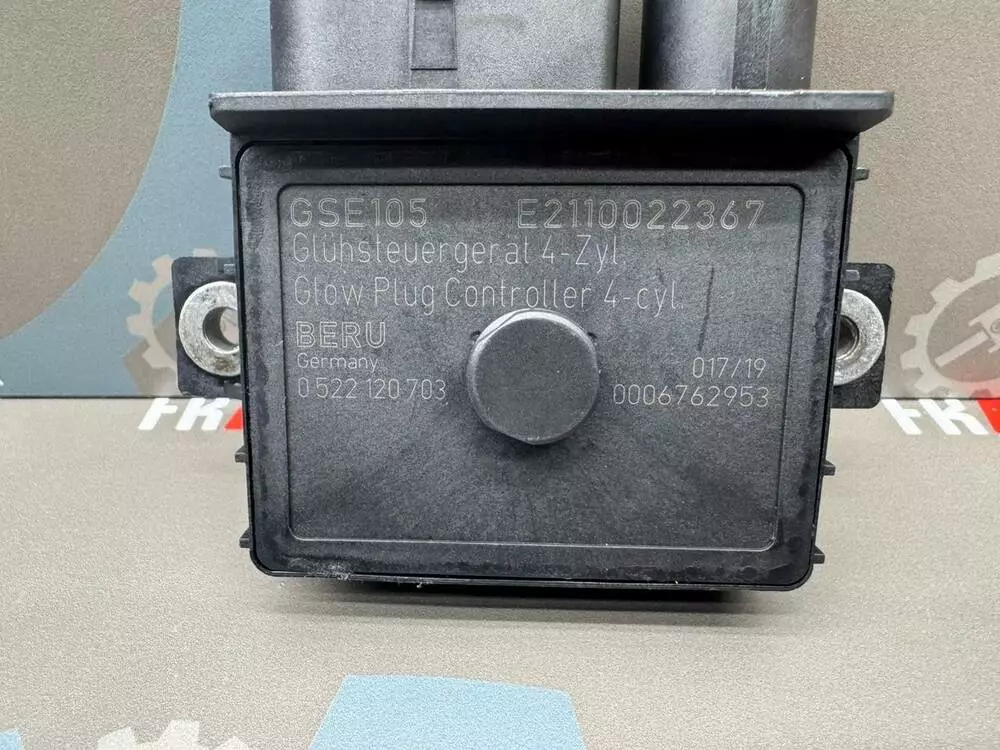 GSE105 E2110022367
Glühsteuergerät 4-Zyl.
Glow Plug Controller 4-cyl.
BERU
Germany
017/19
0 522 120 703
0006762953